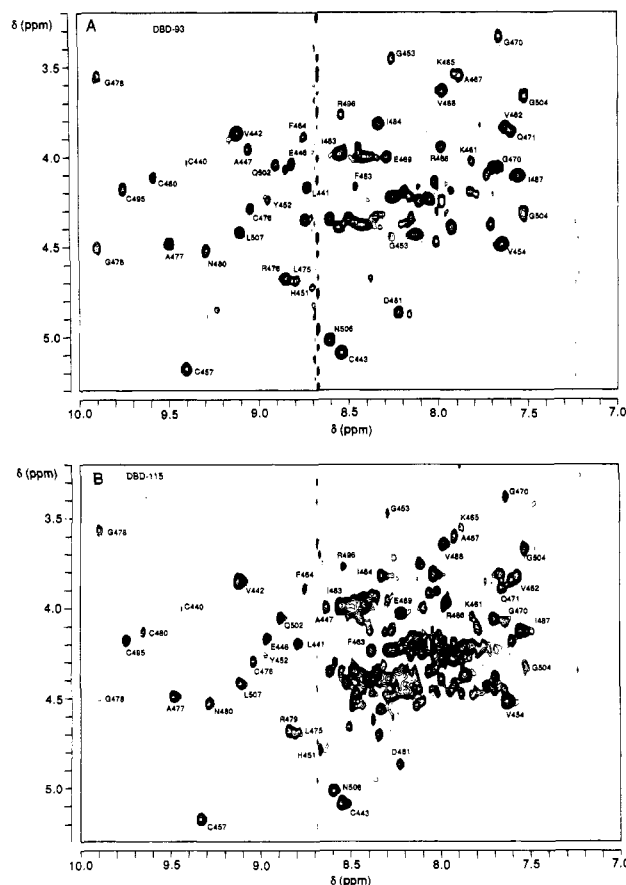 δ (ppm)
A
DBD-93
3.5
4.0
4.5
5.0
G478
C495
C480
C440
V442
A447
F464
Q502
E446
Y452
L441
C476
L507
A477
N480
G478
R479
L475
H451
C457
G453
R496
I484
I483
E469
F463
G453
D481
N506
C443
G470
K465
A467
V468
G504
V482
Q471
R466
K461
G470
I487
G504
V454
10.0
9.5
9.0
8.5
8.0
7.5
7.0
δ (ppm)
δ (ppm)
B
DBD-115
3.5
4.0
4.5
5.0
G478
C440
C480
C495
V442
F464
Q502
E446
Y452
L441
C476
L507
G478
A477
N480
R479
L475
H451
C457
G453
R496
I484
I483
A447
E469
F463
D481
N506
C443
G470
K465
A467
V468
G504
V482
Q471
K461
R466
G470
I487
G504
V454
10.0
9.5
9.0
8.5
8.0
7.5
7.0
δ (ppm)